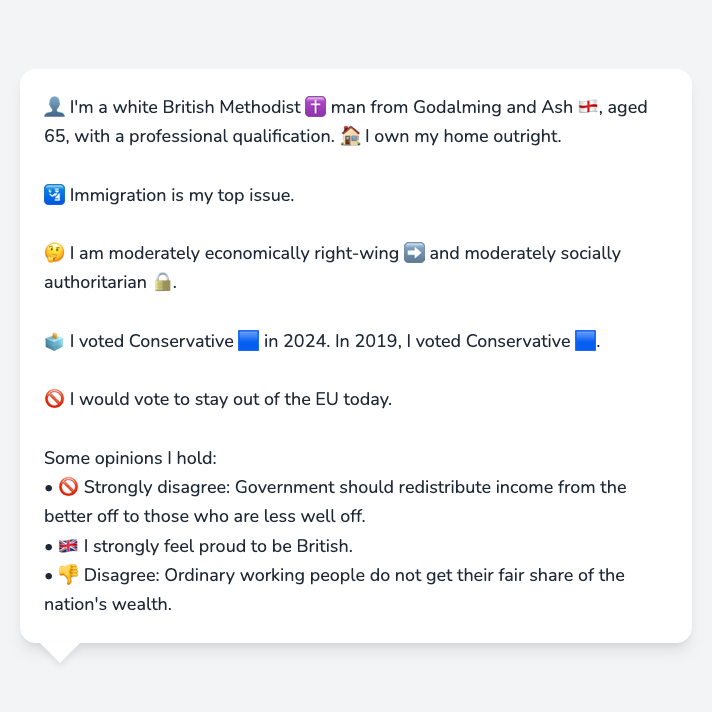 👤 I'm a white British Methodist ✝️ man from Godalming and Ash 🏴󠁧󠁢󠁥󠁮󠁧󠁿, aged
65, with a professional qualification. 🏠 I own my home outright.
🛂 Immigration is my top issue.
🤔 I am moderately economically right-wing ➡️ and moderately socially
authoritarian 🔒.
🗳️ I voted Conservative 🟦 in 2024. In 2019, I voted Conservative 🟦.
🚫 I would vote to stay out of the EU today.
Some opinions I hold:
• 🚫 Strongly disagree: Government should redistribute income from the
better off to those who are less well off.
• 🇬🇧 I strongly feel proud to be British.
• 👎 Disagree: Ordinary working people do not get their fair share of the
nation's wealth.